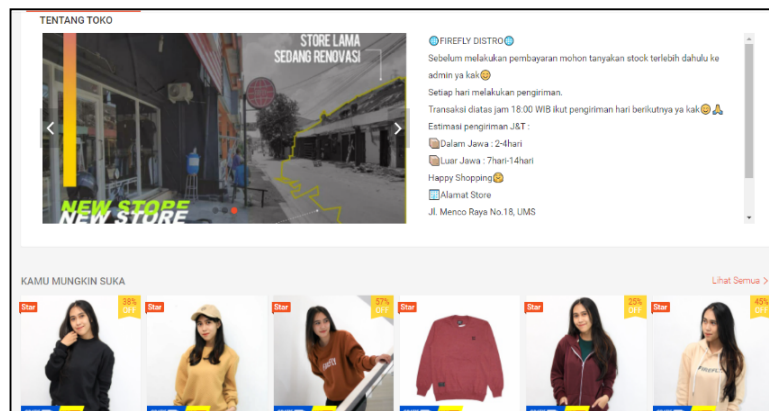 TENTANG TOKO
STORE LAMA
SEDANG RENOVASI
NEW STORE
NEW STORE
🌐FIREFLY DISTRO🌐
Sebelum melakukan pembayaran mohon tanyakan stock terlebih dahulu ke
admin ya kak😊
Setiap hari melakukan pengiriman.
Transaksi diatas jam 18:00 WIB ikut pengiriman hari berikutnya ya kak😊🙏
Estimasi pengiriman J&T :
Dalam Jawa : 2-4hari
Luar Jawa : 7hari-14hari
Happy Shopping🤗
Alamat Store
Jl. Menco Raya No.18, UMS
KAMU MUNGKIN SUKA
Lihat Semua >
Star
38%
OFF
Star
Star
57%
OFF
Star
Star
25%
OFF
Star
45%
OFF